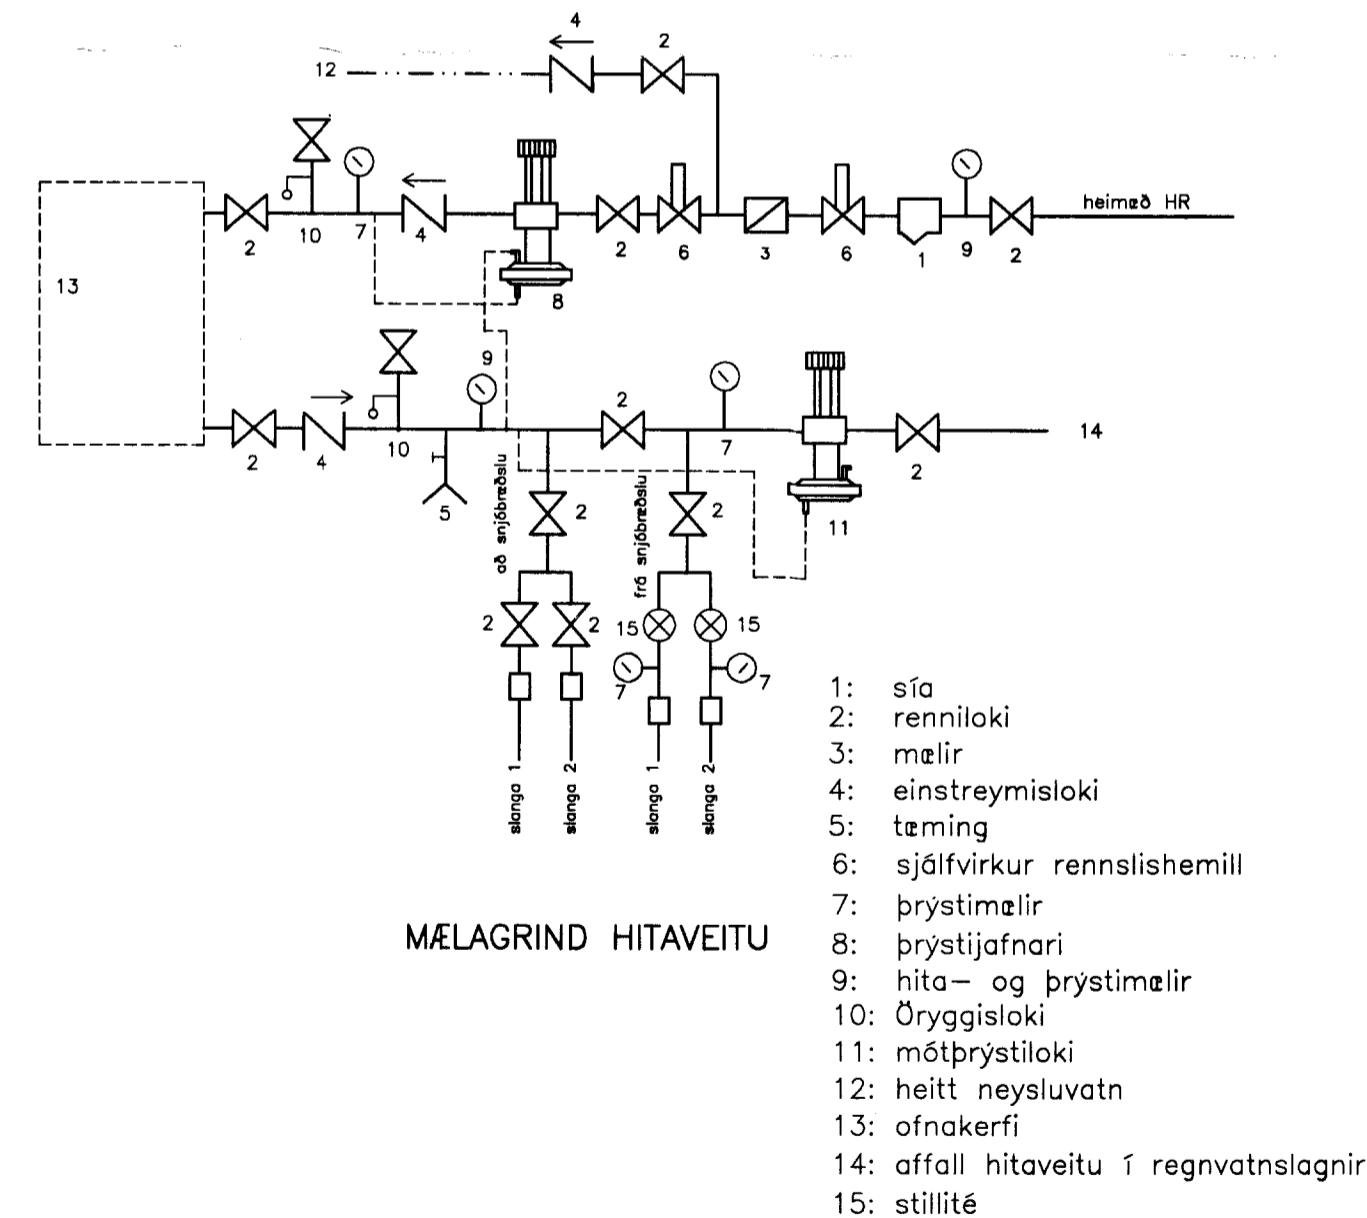 4
2
12
heimæð HR
2
10
7
4
2
6
3
6
1
9
2
8
13
9
2
2
4
10
5
7
11
2
14
að snjóbræðslu
frá snjóbræðslu
2
2
2
2
15
15
7
7
slanga 1
slanga 2
slanga 1
slanga 2
MÆLAGRIND HITAVEITU
1: sía
2: renniloki
3: mælir
4: einstreymisloki
5: tæming
6: sjálfvirkur rennslishemill
7: þrýstimælir
8: þrýstijafnari
9: hita- og þrýstimælir
10: Öryggisloki
11: mótþrýstiloki
12: heitt neysluvatn
13: ofnakerfi
14: affall hitaveitu í regnvatnslagnir
15: stillité